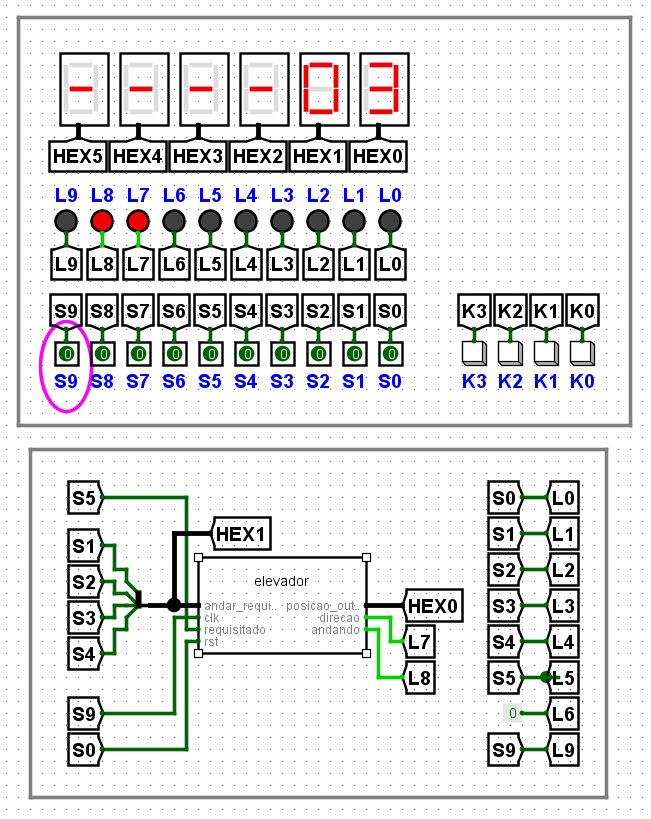 - - - - 0 3
HEX5 HEX4 HEX3 HEX2 HEX1 HEX0
L9 L8 L7 L6 L5 L4 L3 L2 L1 L0
L9 L8 L7 L6 L5 L4 L3 L2 L1 L0
S9 S8 S7 S6 S5 S4 S3 S2 S1 S0
0 0 0 0 0 0 0 0 0 0
S9 S8 S7 S6 S5 S4 S3 S2 S1 S0
K3 K2 K1 K0
K3 K2 K1 K0
S5
S1
S2
S3
S4
S9
S0
HEX1
elevador
andar_requi.. posicao_out..
clk direcao
requisitado andando
rst
HEX0
L7
L8
S0 L0
S1 L1
S2 L2
S3 L3
S4 L4
S5 L5
0 L6
S9 L9